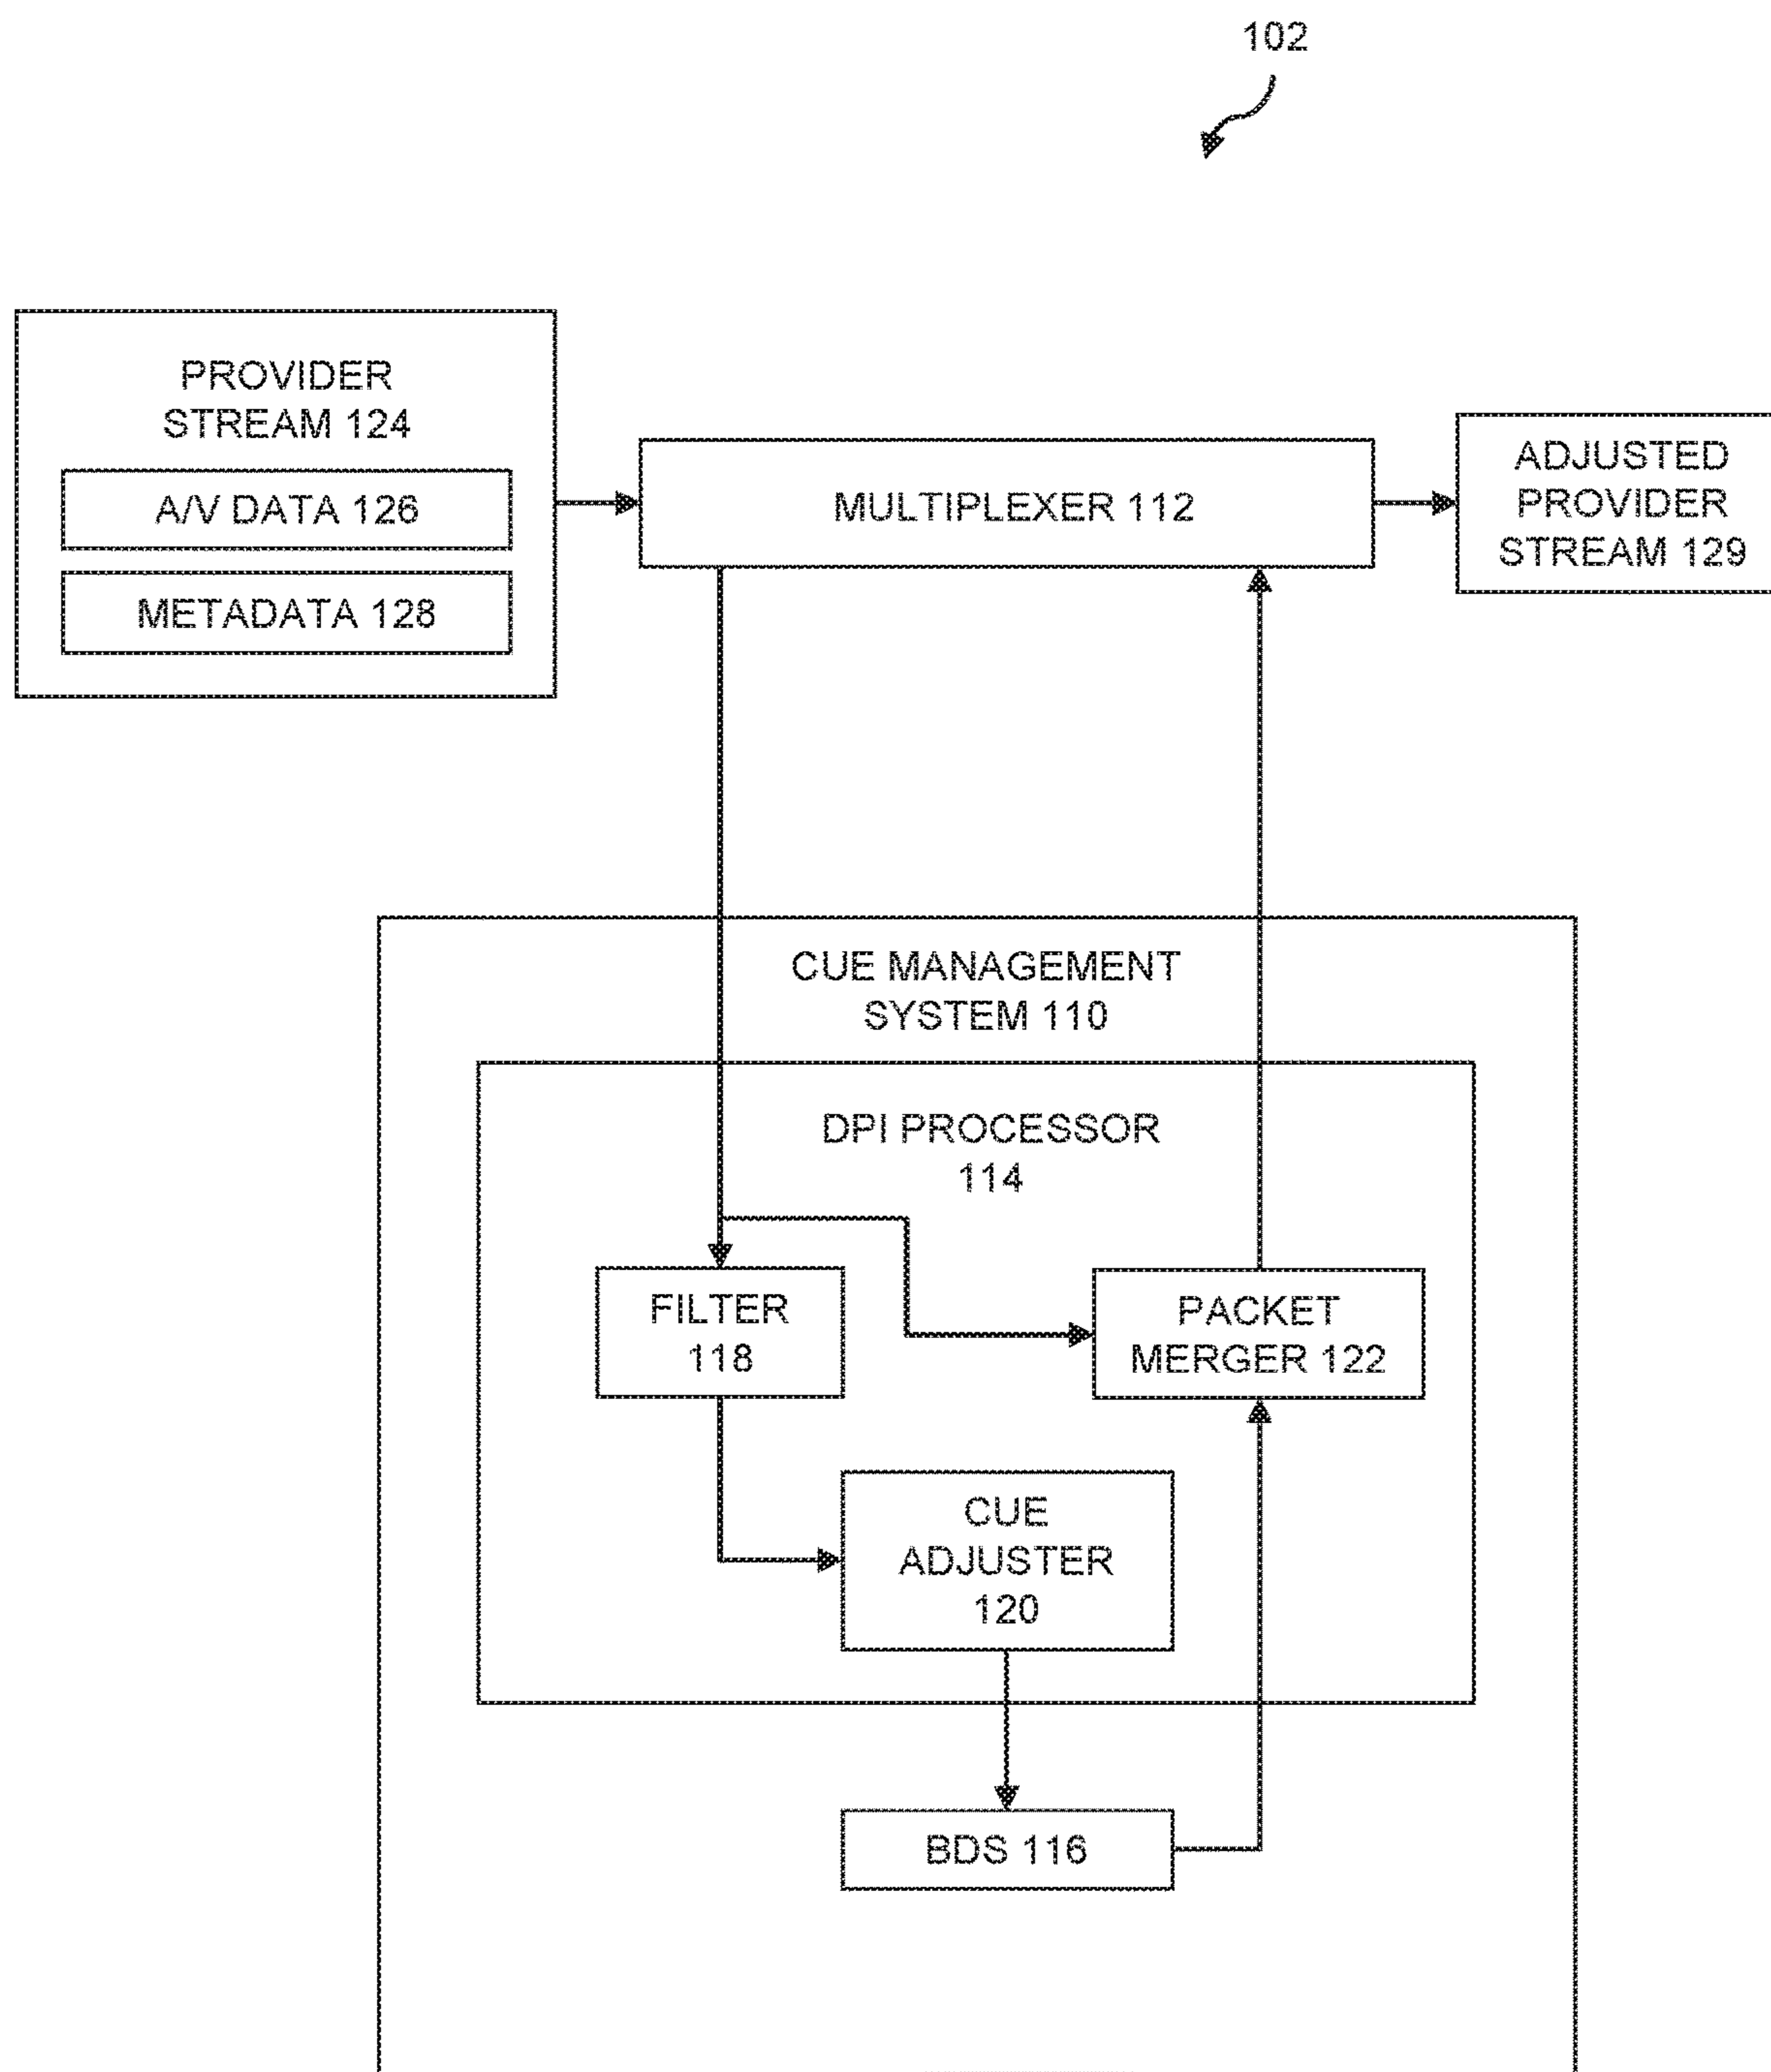 102
PROVIDER
STREAM 124
A/V DATA 126
METADATA 128
MULTIPLEXER 112
ADJUSTED
PROVIDER
STREAM 129
CUE MANAGEMENT
SYSTEM 110
DPI PROCESSOR
114
FILTER
118
PACKET
MERGER 122
CUE
ADJUSTER
120
BDS 116